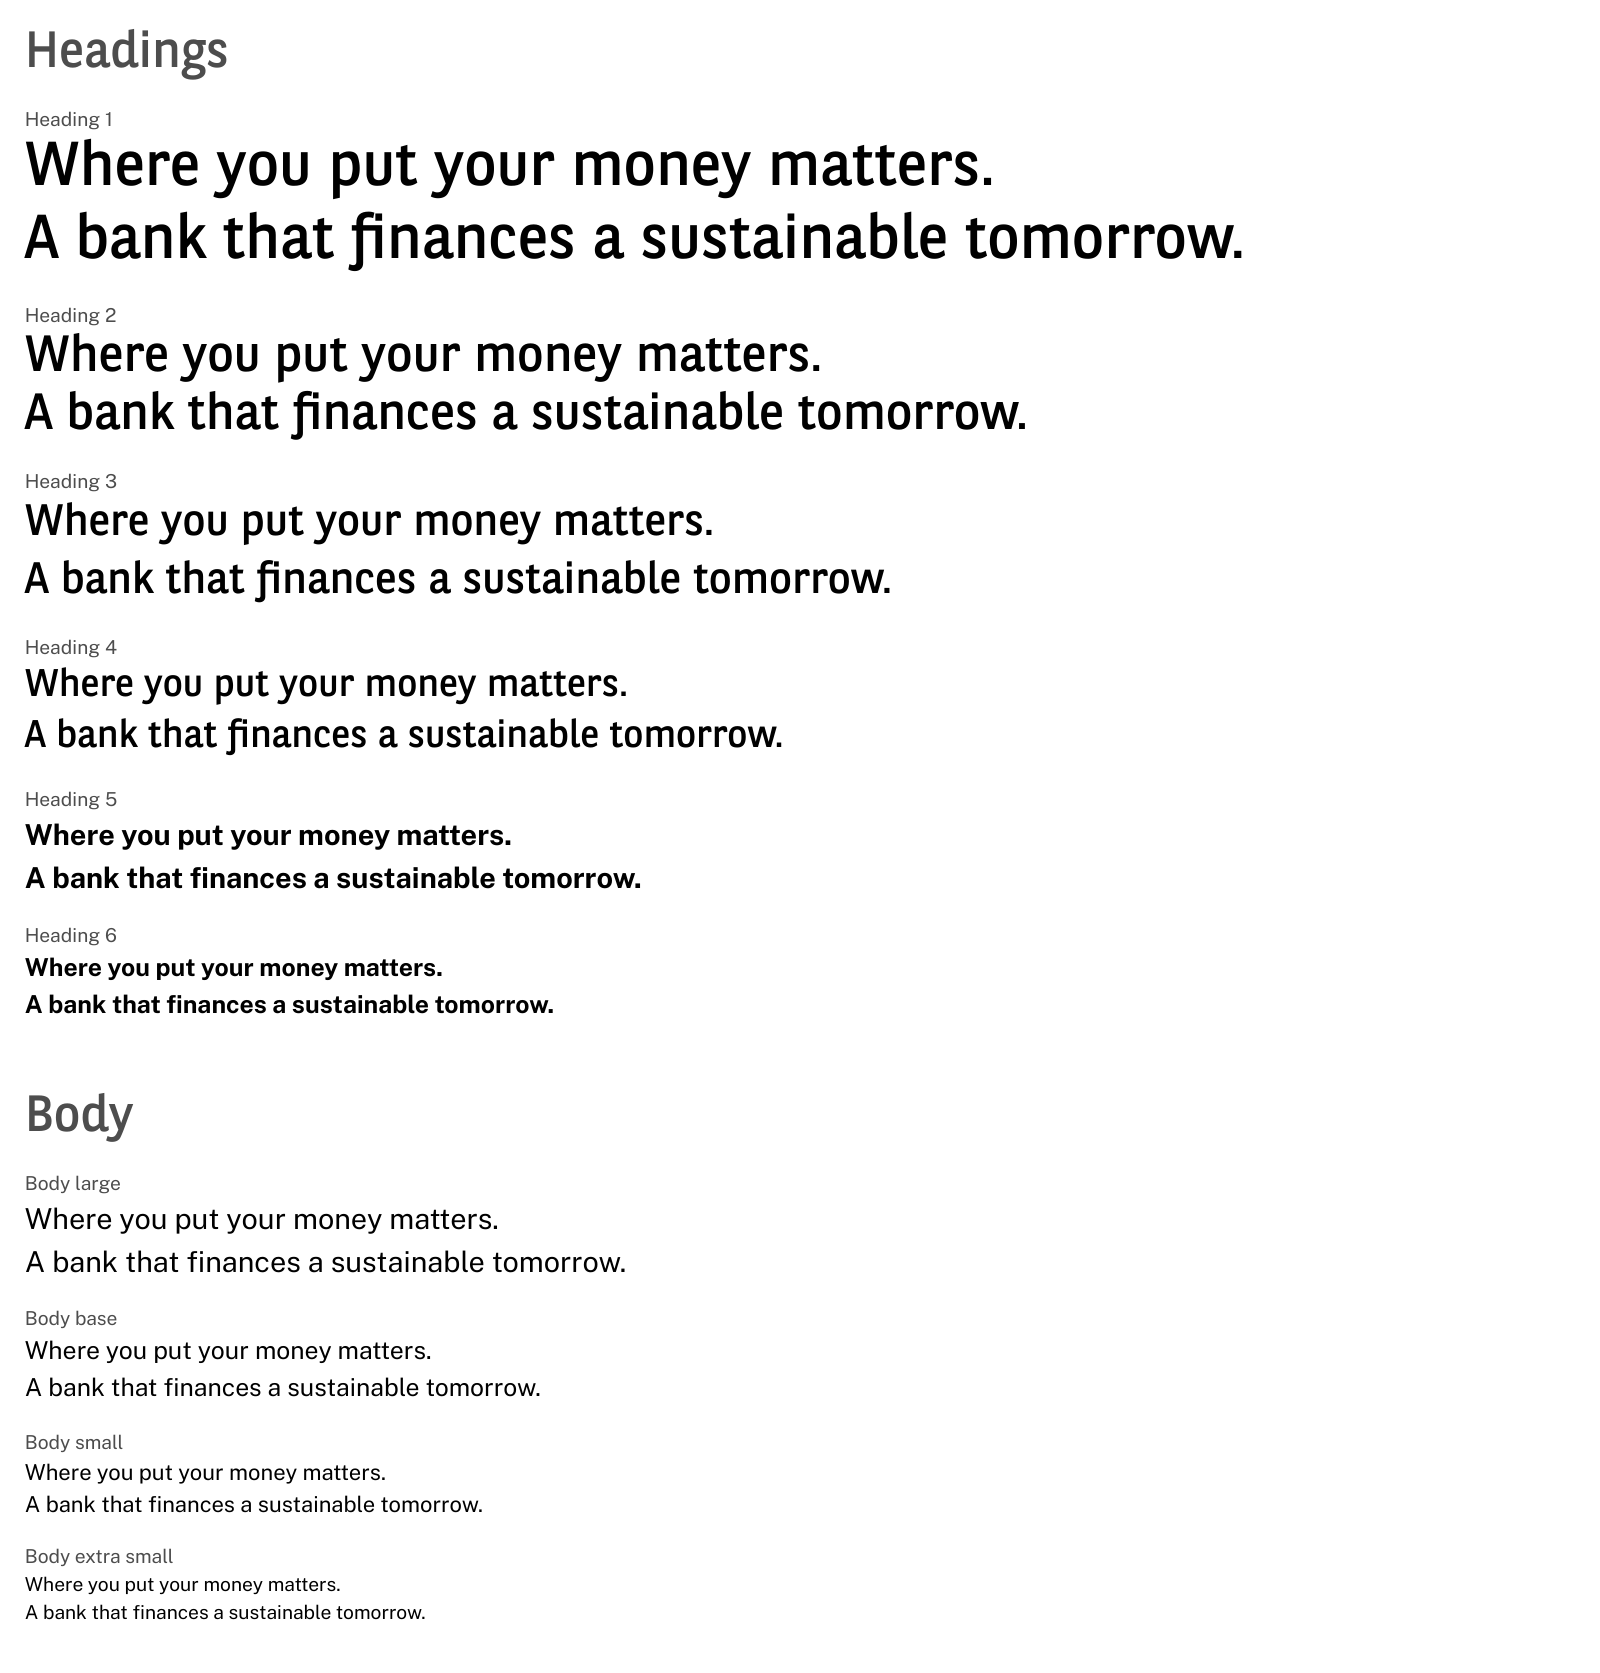 Headings
Heading 1
Where you put your money matters.
A bank that finances a sustainable tomorrow.
Heading 2
Where you put your money matters.
A bank that finances a sustainable tomorrow.
Heading 3
Where you put your money matters.
A bank that finances a sustainable tomorrow.
Heading 4
Where you put your money matters.
A bank that finances a sustainable tomorrow.
Heading 5
Where you put your money matters.
A bank that finances a sustainable tomorrow.
Heading 6
Where you put your money matters.
A bank that finances a sustainable tomorrow.
Body
Body large
Where you put your money matters.
A bank that finances a sustainable tomorrow.
Body base
Where you put your money matters.
A bank that finances a sustainable tomorrow.
Body small
Where you put your money matters.
A bank that finances a sustainable tomorrow.
Body extra small
Where you put your money matters.
A bank that finances a sustainable tomorrow.